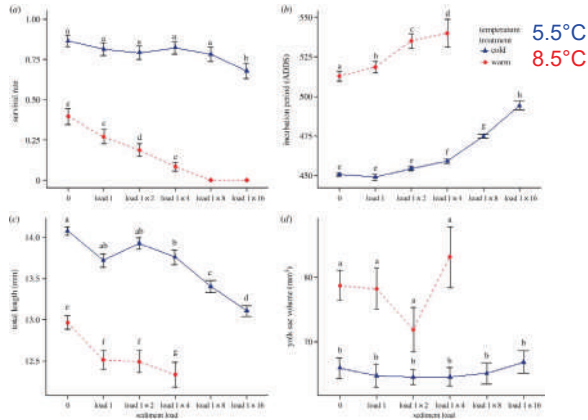 (a)
a
ab
ab
a
ab
b
c
c
d
e
1.00
0.75
0.50
0.25
0
survival rate
0
load 1
load 1 × 2
load 1 × 4
load 1 × 8
load 1 × 16
(b)
temperature
treatment
cold
warm
5.5°C
8.5°C
a
b
c
d
e
e
e
f
g
h
550
525
500
475
450
incubation period (ADDS)
0
load 1
load 1 × 2
load 1 × 4
load 1 × 8
load 1 × 16
(c)
a
ab
ab
b
c
d
e
f
f
g
14.0
13.5
13.0
12.5
total length (mm)
0
load 1
load 1 × 2
load 1 × 4
load 1 × 8
load 1 × 16
sediment load
(d)
a
a
a
a
b
b
b
b
b
b
80
70
yolk sac volume (mm³)
0
load 1
load 1 × 2
load 1 × 4
load 1 × 8
load 1 × 16
sediment load